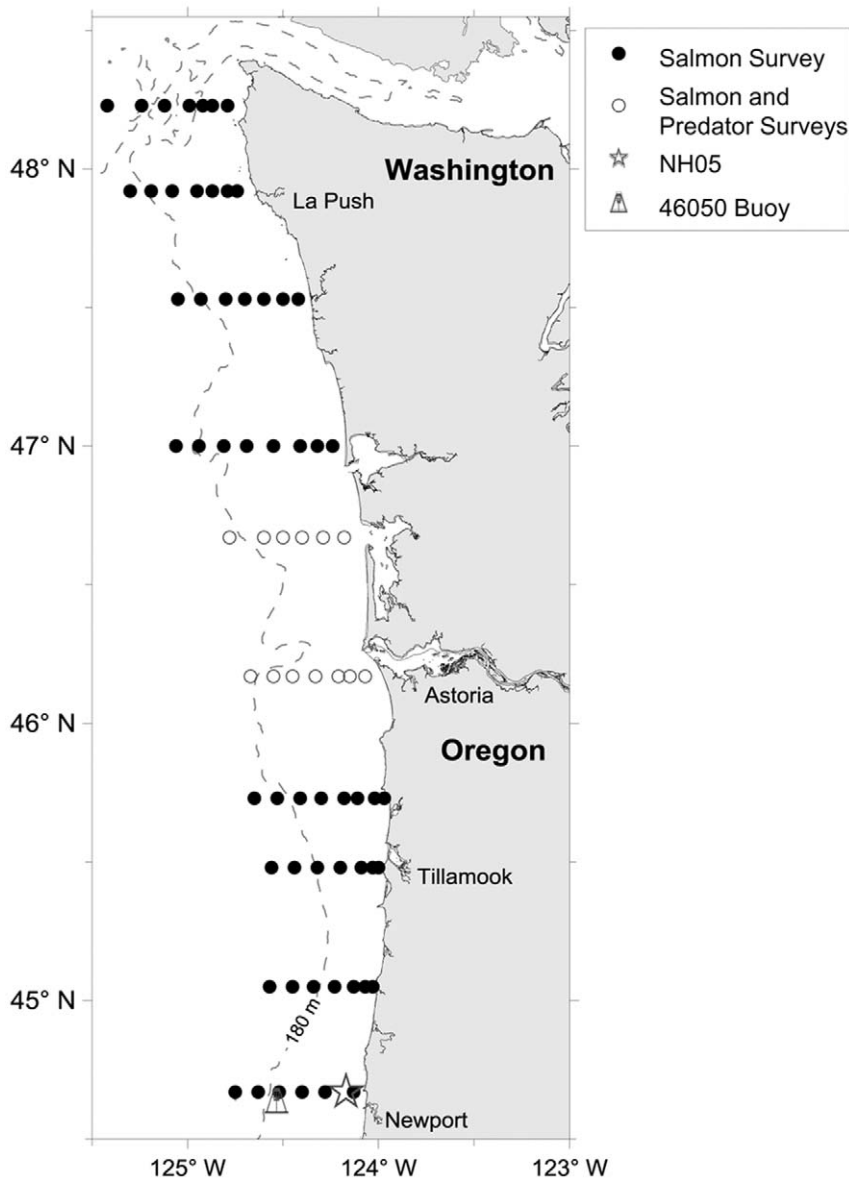 Salmon Survey
Salmon and
Predator Surveys
NH05
46050 Buoy
48° N
Washington
La Push
47° N
Astoria
46° N
Oregon
Tillamook
45° N
180 m
Newport
125° W
124° W
123° W